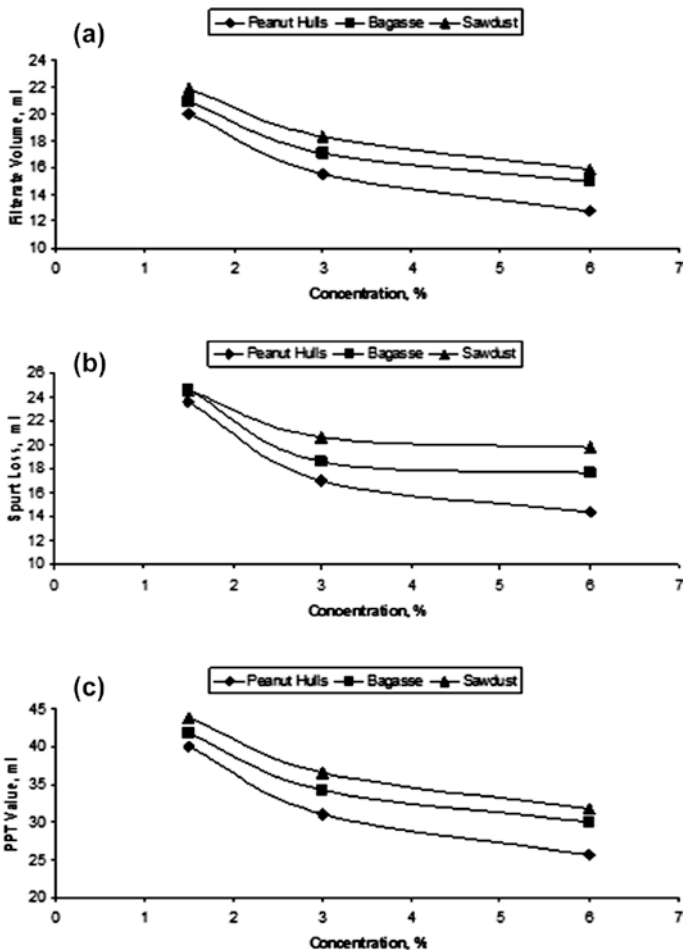 (a)
Peanut Hulls Bagasse Sawdust
Filterate Volume, ml
24
22
20
18
16
14
12
10
0 1 2 3 4 5 6 7
Concentration, %
(b)
Peanut Hulls Bagasse Sawdust
Spurt Loss, ml
26
24
22
20
18
16
14
12
10
0 1 2 3 4 5 6 7
Concentration, %
(c)
Peanut Hulls Bagasse Sawdust
PPT Value, ml
45
40
35
30
25
20
0 1 2 3 4 5 6 7
Concentration, %